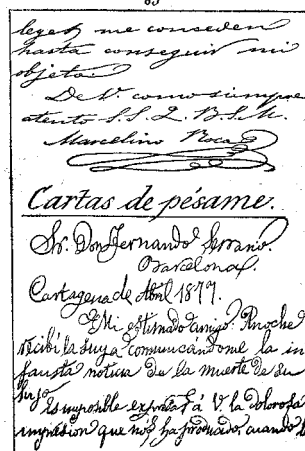 leyes me conceden
hasta conseguir mi
objeto.
De V. como siempre
atento S. S. Q. B. S. M.
Marcelino Roca
Cartas de pésame.
Sr. Don Fernando Serrano.
Barcelona.
Cartagena de Abril 1877.
Mi estimado amigo: Anoche
recibí la suya comunicándome la in
fausta noticia de la muerte de su
hijo.
Es imposible expresar á V. la dolorosa
impresion que nos ha producido, cuando